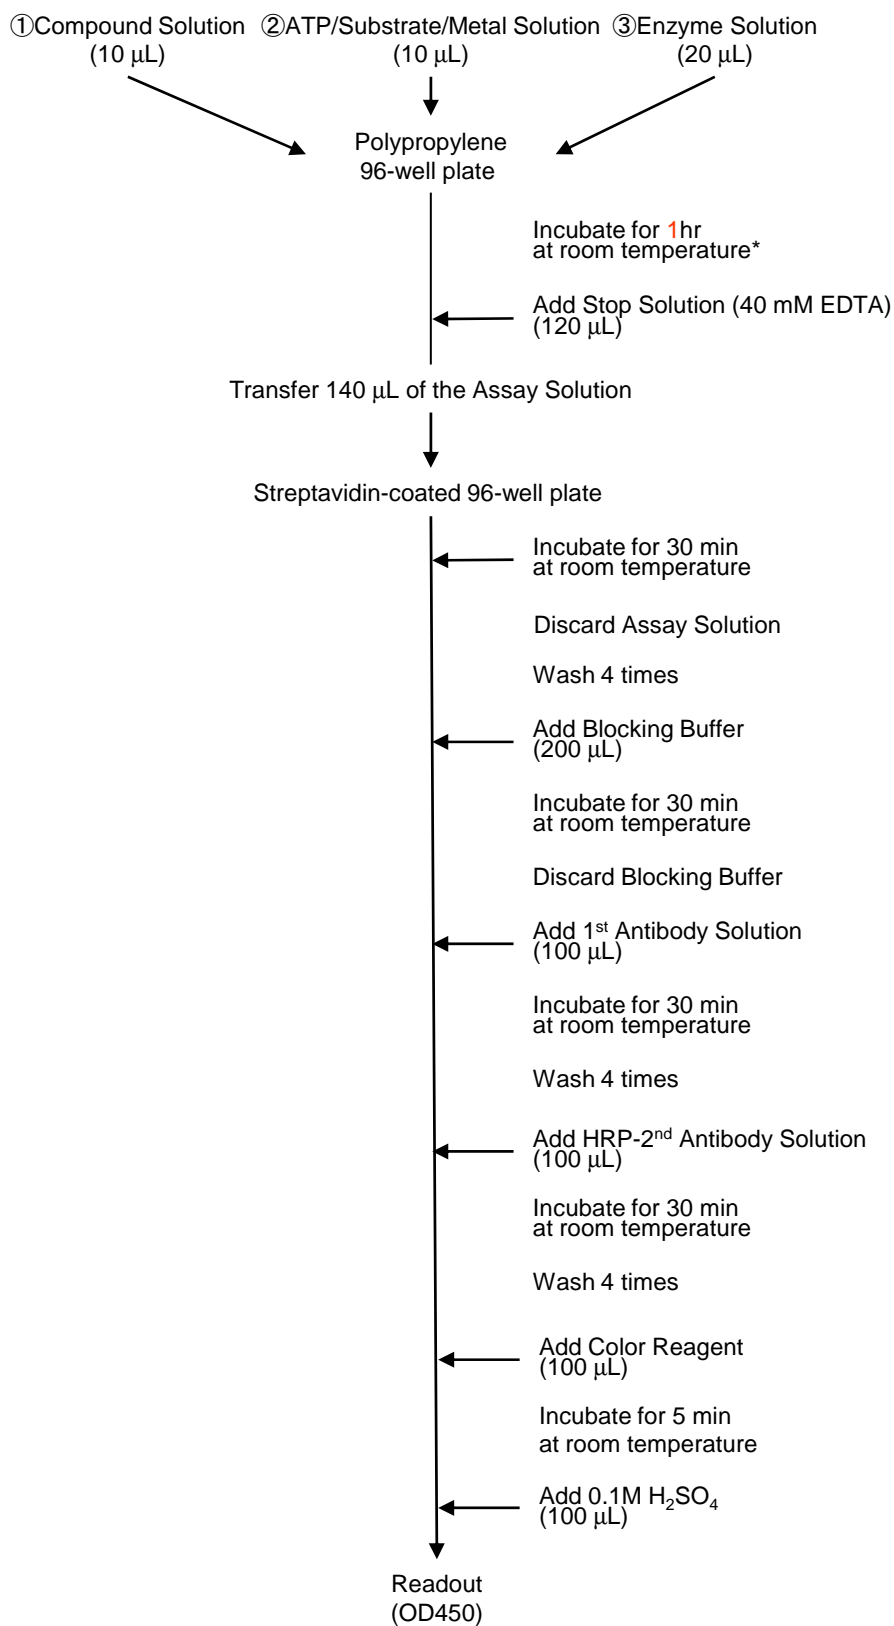 ①Compound Solution ②ATP/Substrate/Metal Solution ③Enzyme Solution
(10 μL) (10 μL) (20 μL)
Polypropylene
96-well plate
Incubate for 1hr
at room temperature*
Add Stop Solution (40 mM EDTA)
(120 μL)
Transfer 140 μL of the Assay Solution
Streptavidin-coated 96-well plate
Incubate for 30 min
at room temperature
Discard Assay Solution
Wash 4 times
Add Blocking Buffer
(200 μL)
Incubate for 30 min
at room temperature
Discard Blocking Buffer
Add 1st Antibody Solution
(100 μL)
Incubate for 30 min
at room temperature
Wash 4 times
Add HRP-2nd Antibody Solution
(100 μL)
Incubate for 30 min
at room temperature
Wash 4 times
Add Color Reagent
(100 μL)
Incubate for 5 min
at room temperature
Add 0.1M H₂SO₄
(100 μL)
Readout
(OD450)